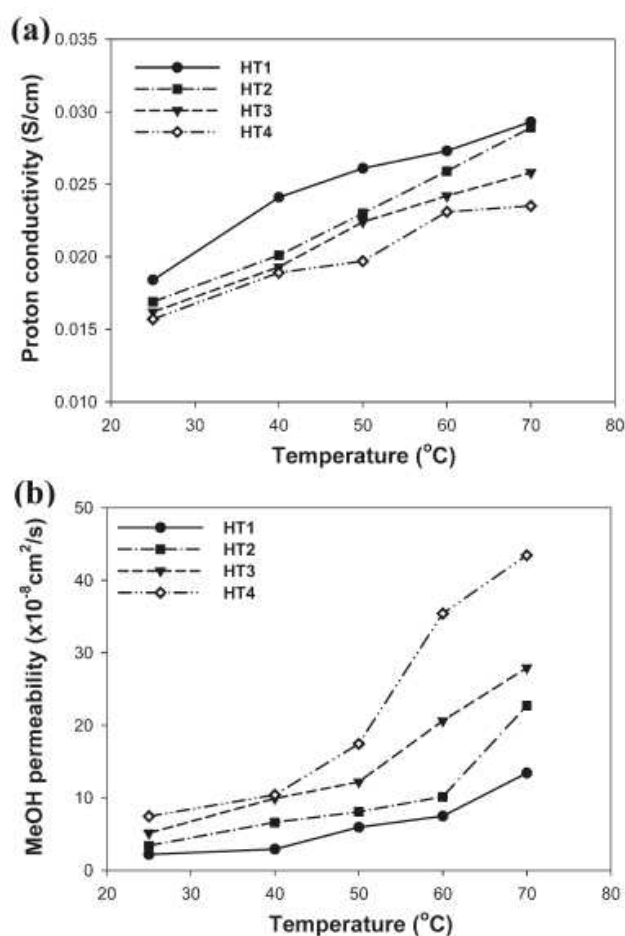 (a)
0.035
0.030
0.025
0.020
0.015
0.010
Proton conductivity (S/cm)
HT1
HT2
HT3
HT4
20 30 40 50 60 70 80
Temperature (°C)
(b)
50
40
30
20
10
0
MeOH permeability (x10⁻⁸cm²/s)
HT1
HT2
HT3
HT4
20 30 40 50 60 70 80
Temperature (°C)